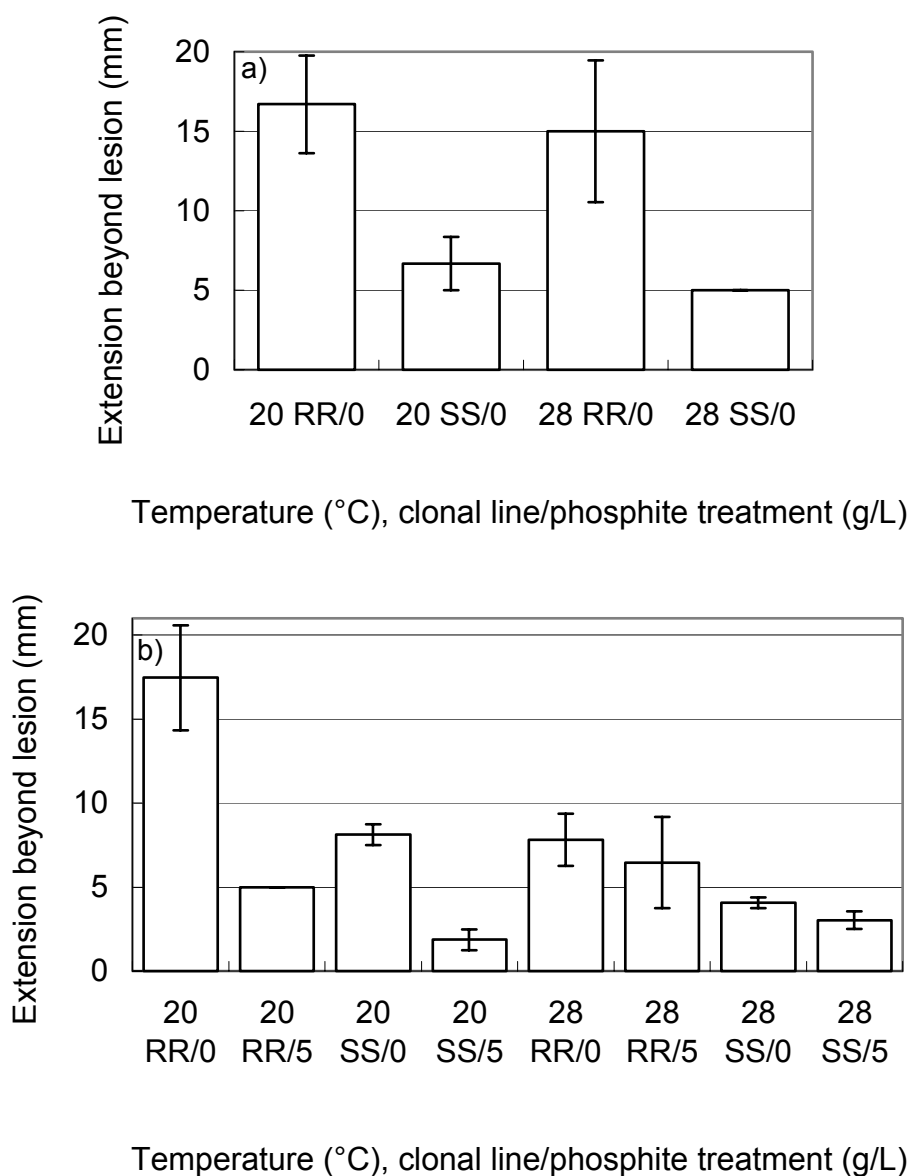 Extension beyond lesion (mm)
20
15
10
5
0
a)
20 RR/0 20 SS/0 28 RR/0 28 SS/0
Temperature (°C), clonal line/phosphite treatment (g/L)
Extension beyond lesion (mm)
20
15
10
5
0
b)
20 20 20 20 28 28 28 28
RR/0 RR/5 SS/0 SS/5 RR/0 RR/5 SS/0 SS/5
Temperature (°C), clonal line/phosphite treatment (g/L)